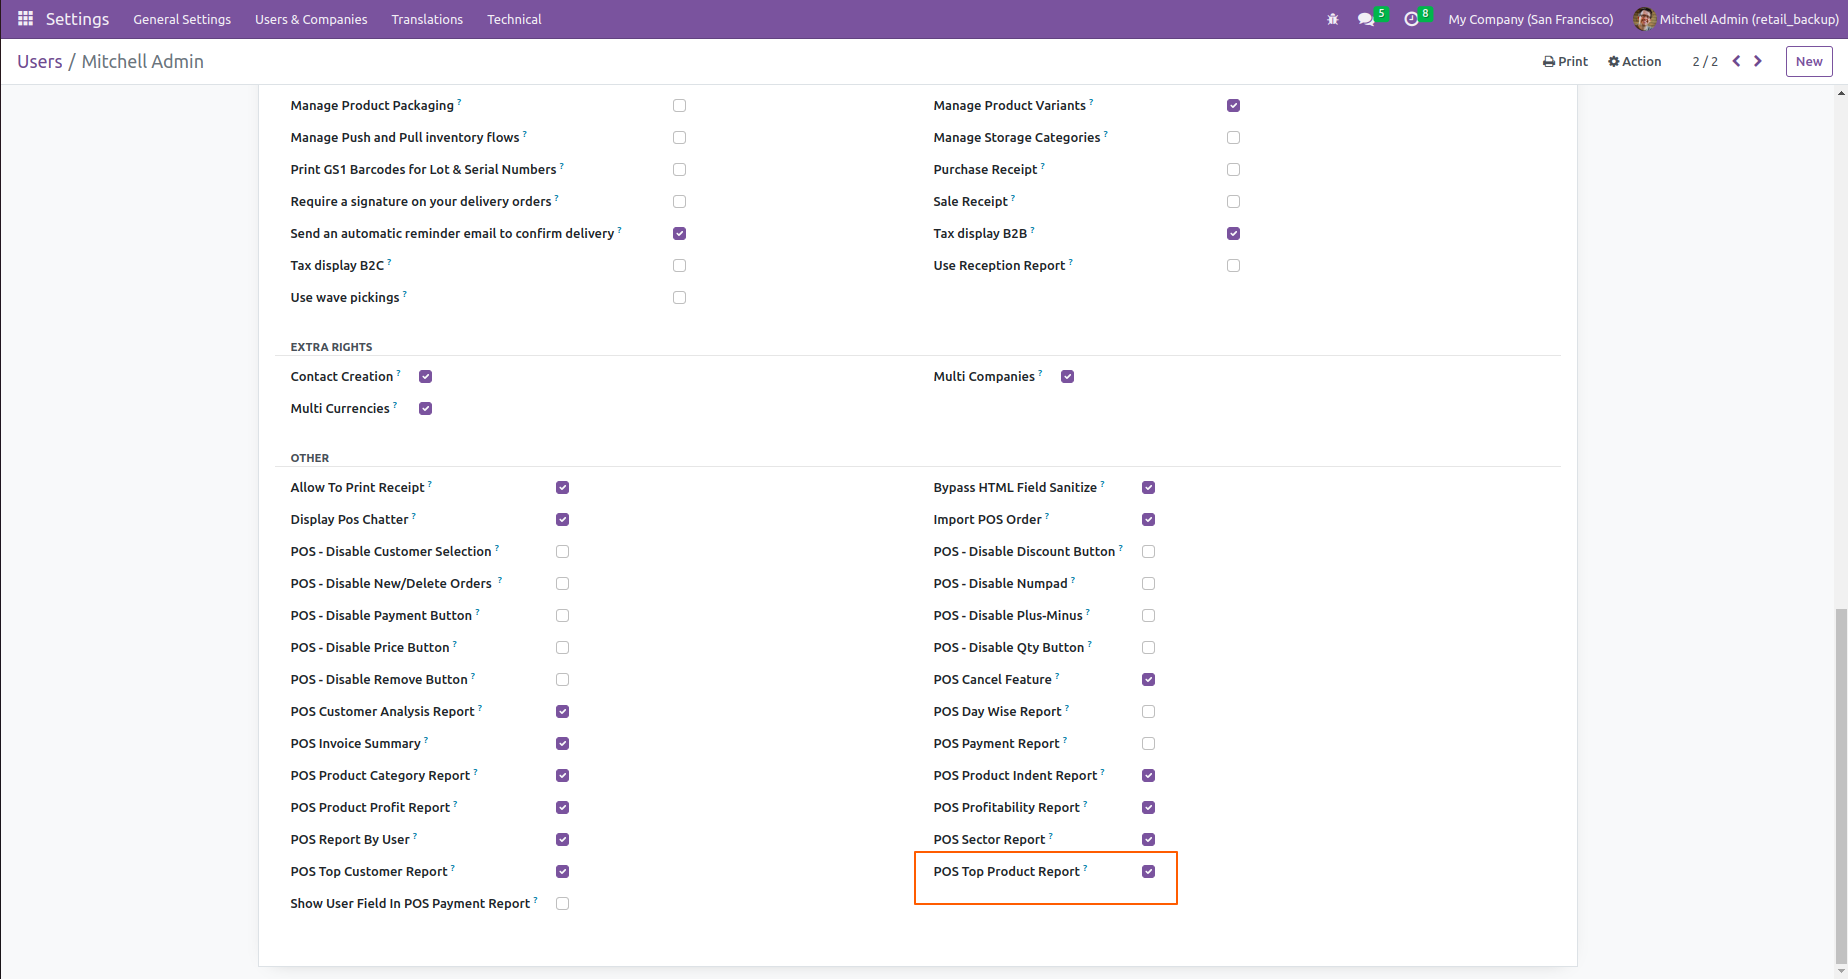 Settings General Settings Users & Companies Translations Technical 5 8 My Company (San Francisco) Mitchell Admin (retail_backup)
Users / Mitchell Admin Print Action 2 / 2 New
Manage Product Packaging ? Manage Product Variants ?
Manage Push and Pull inventory flows ? Manage Storage Categories ?
Print GS1 Barcodes for Lot & Serial Numbers ? Purchase Receipt ?
Require a signature on your delivery orders ? Sale Receipt ?
Send an automatic reminder email to confirm delivery ? Tax display B2B ?
Tax display B2C ? Use Reception Report ?
Use wave pickings ?
EXTRA RIGHTS
Contact Creation ? Multi Companies ?
Multi Currencies ?
OTHER
Allow To Print Receipt ? Bypass HTML Field Sanitize ?
Display Pos Chatter ? Import POS Order ?
POS - Disable Customer Selection ? POS - Disable Discount Button ?
POS - Disable New/Delete Orders ? POS - Disable Numpad ?
POS - Disable Payment Button ? POS - Disable Plus-Minus ?
POS - Disable Price Button ? POS - Disable Qty Button ?
POS - Disable Remove Button ? POS Cancel Feature ?
POS Customer Analysis Report ? POS Day Wise Report ?
POS Invoice Summary ? POS Payment Report ?
POS Product Category Report ? POS Product Indent Report ?
POS Product Profit Report ? POS Profitability Report ?
POS Report By User ? POS Sector Report ?
POS Top Customer Report ? POS Top Product Report ?
Show User Field In POS Payment Report ?